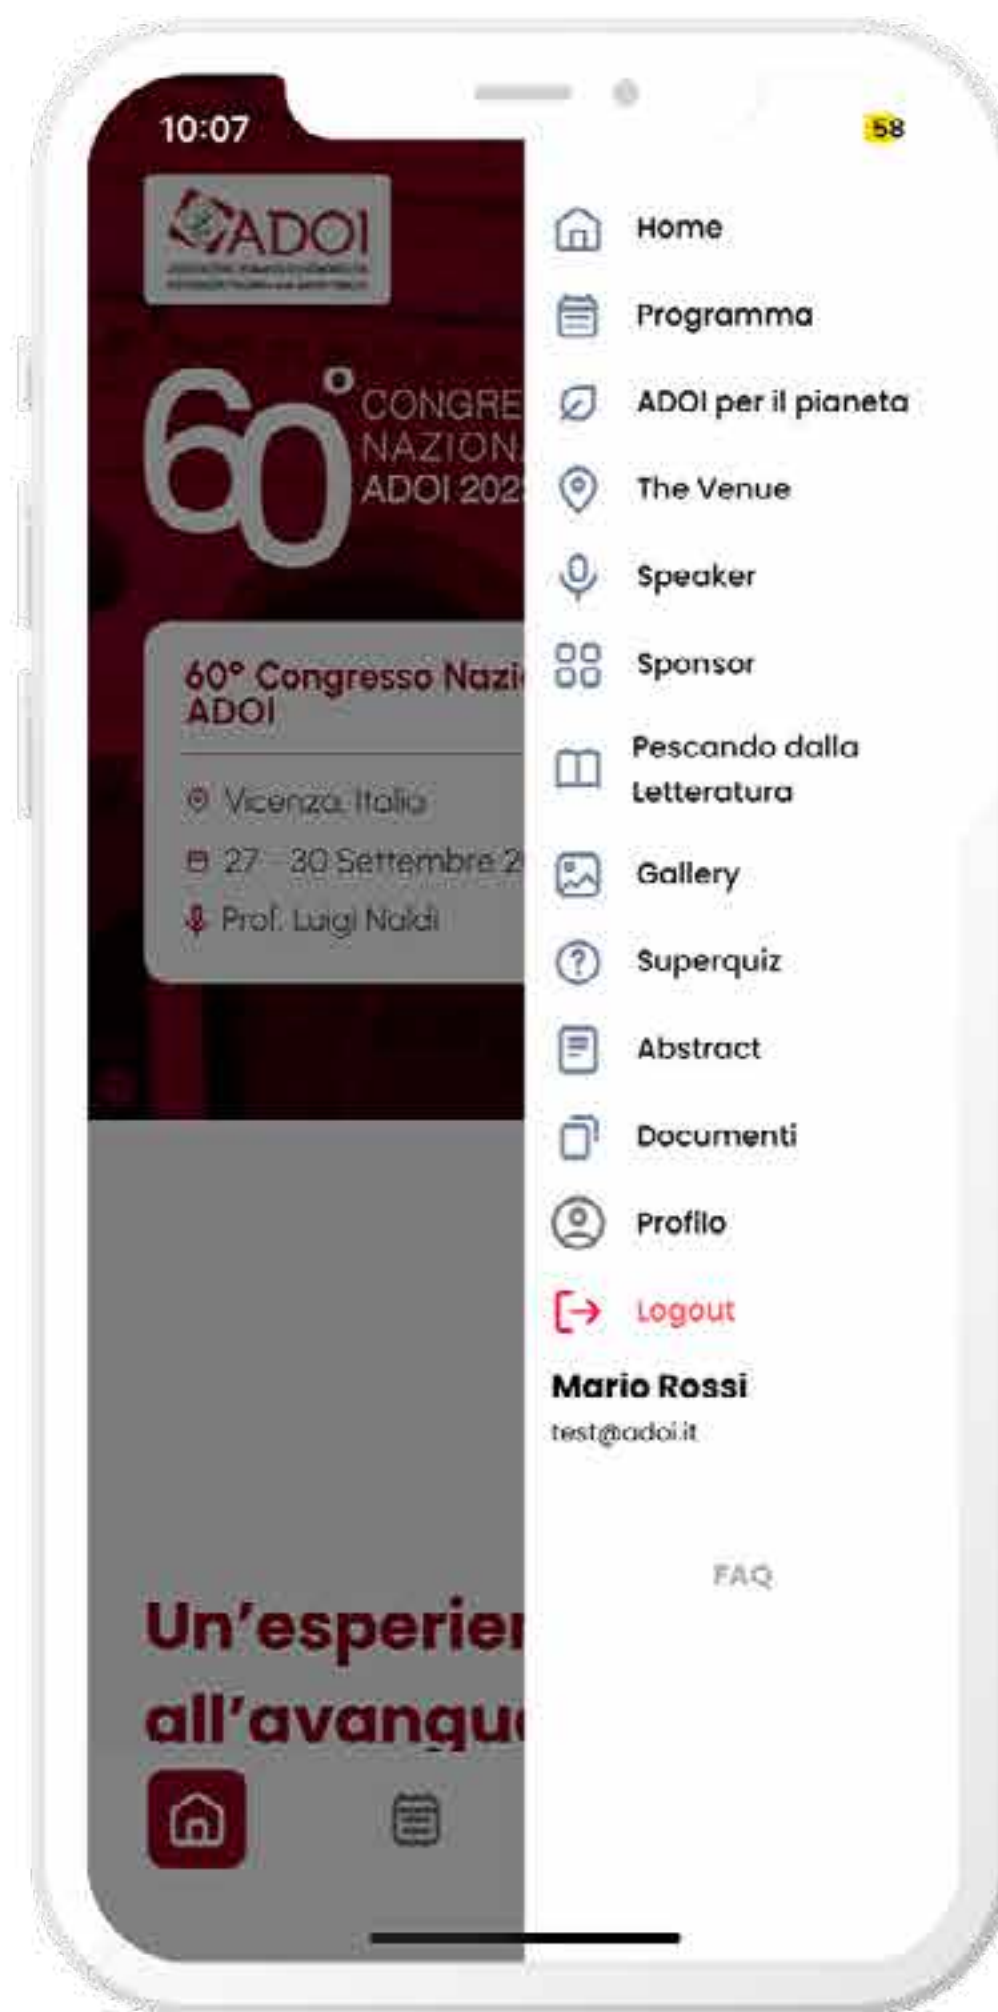 10:07
58
ADOI
60°
CONGRE
NAZION
ADOI 202
60° Congresso Nazi
ADOI
Vicenza, Italia
27 - 30 Settembre 2
Prof. Luigi Naldi
Un'esperie
all'avangu
Home
Programma
ADOI per il pianeta
The Venue
Speaker
Sponsor
Pescando dalla
Letteratura
Gallery
Superquiz
Abstract
Documenti
Profilo
Logout
Mario Rossi
test@adoi.it
FAQ